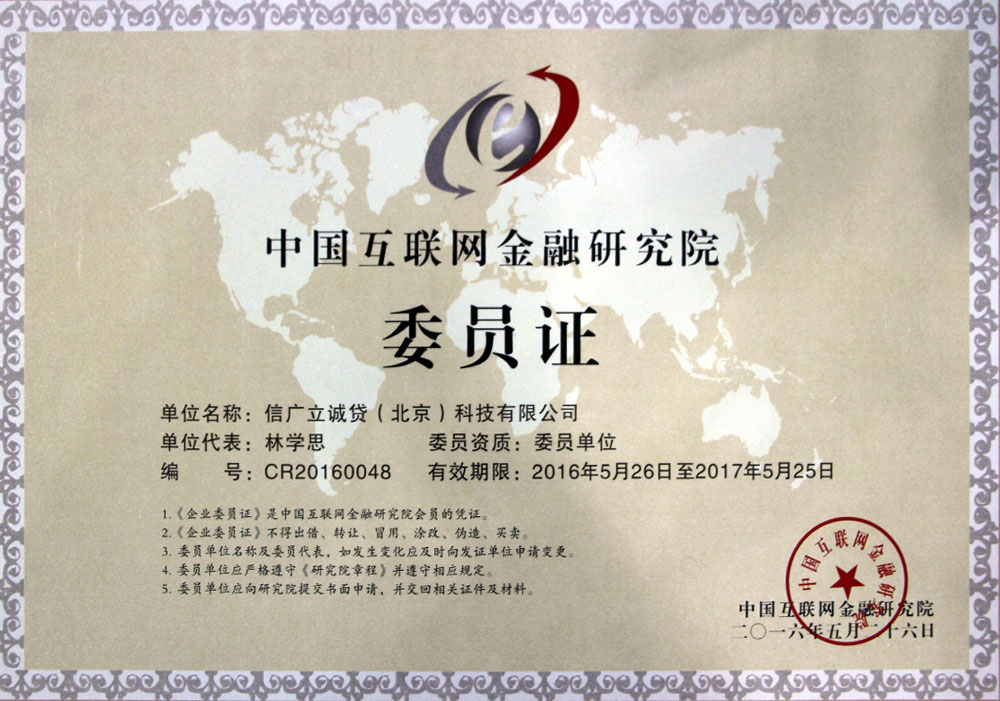 中国互联网金融研究院
委员证
单位名称：信广立诚贷（北京）科技有限公司
单位代表：林学思 委员资质：委员单位
编 号：CR20160048 有效期限：2016年5月26日至2017年5月25日
1.《企业委员证》是中国互联网金融研究院会员的凭证。
2.《企业委员证》不得出借、转让、冒用、涂改、伪造、买卖。
3. 委员单位名称及委员代表，如发生变化应及时向发证单位申请变更。
4. 委员单位应严格遵守《研究院章程》并遵守相应规定。
5. 委员单位应向研究院提交书面申请，并交回相关证件及材料。
中国互联网金融研究院
中国互联网金融研究院
二〇一六年五月二十六日